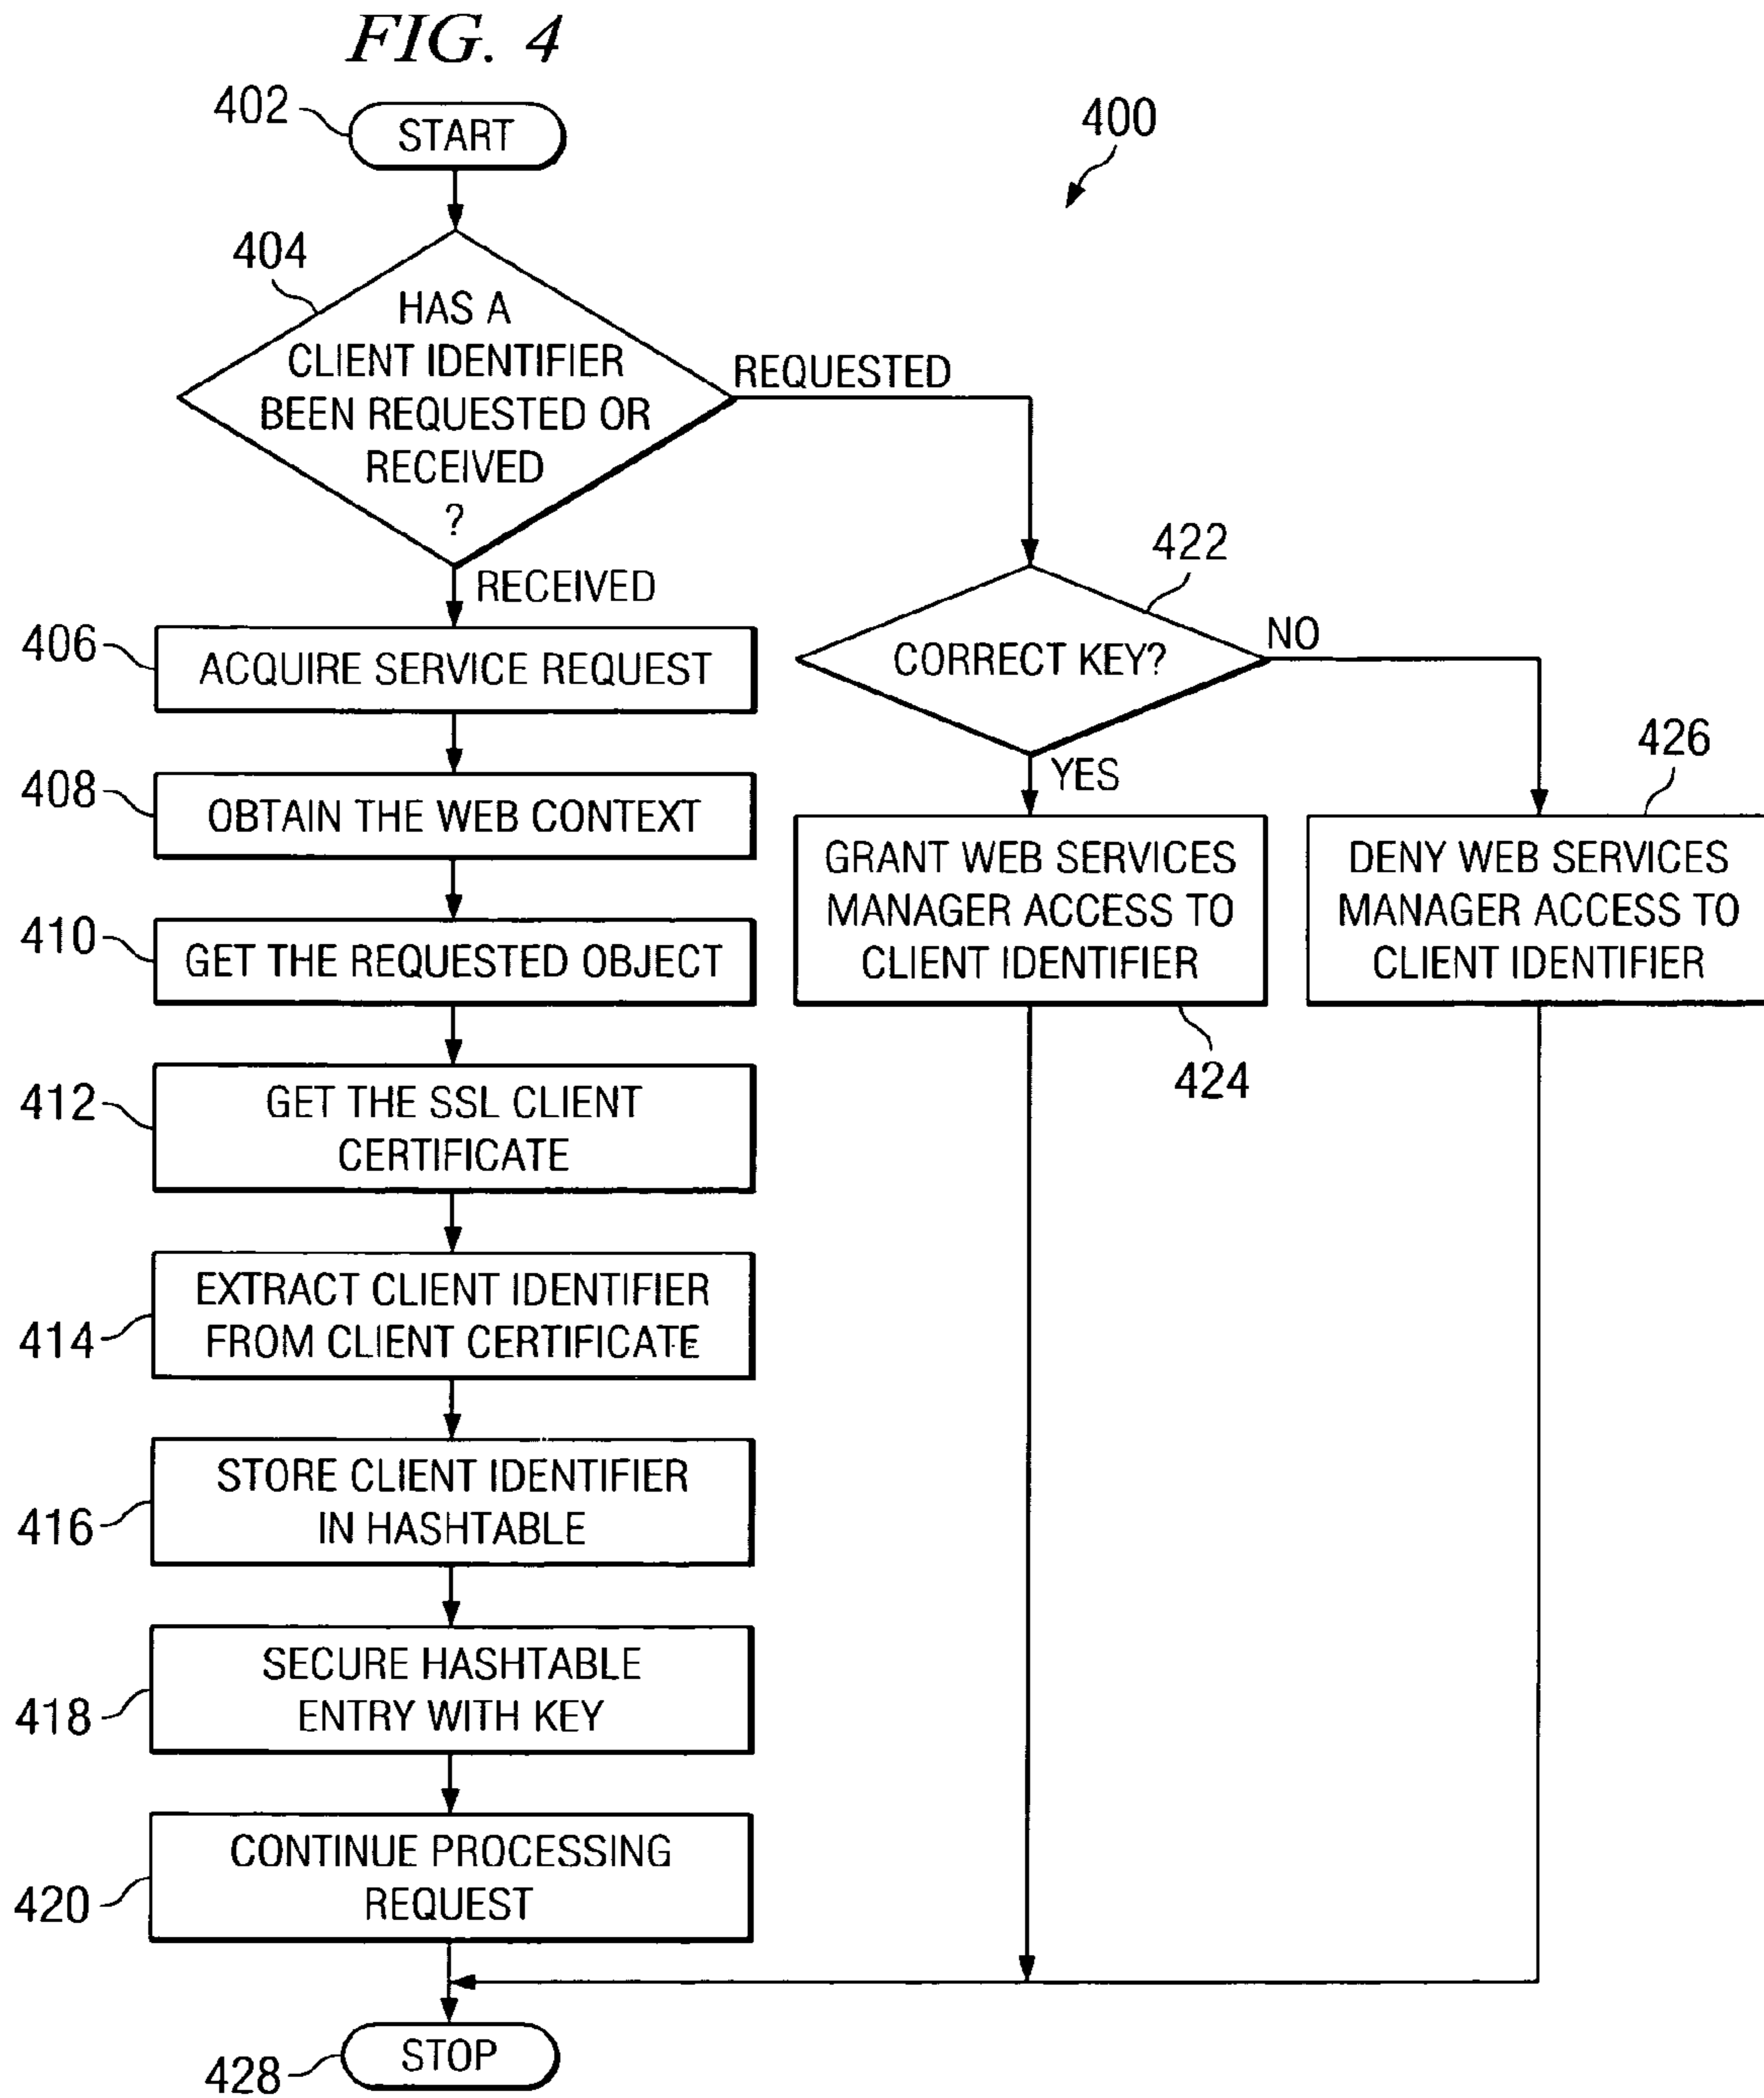 FIG. 4
402
START
400
404
HAS A
CLIENT IDENTIFIER
BEEN REQUESTED OR
RECEIVED
?
REQUESTED
RECEIVED
422
CORRECT KEY?
NO
YES
406
ACQUIRE SERVICE REQUEST
408
OBTAIN THE WEB CONTEXT
410
GET THE REQUESTED OBJECT
412
GET THE SSL CLIENT
CERTIFICATE
414
EXTRACT CLIENT IDENTIFIER
FROM CLIENT CERTIFICATE
416
STORE CLIENT IDENTIFIER
IN HASHTABLE
418
SECURE HASHTABLE
ENTRY WITH KEY
420
CONTINUE PROCESSING
REQUEST
GRANT WEB SERVICES
MANAGER ACCESS TO
CLIENT IDENTIFIER
424
426
DENY WEB SERVICES
MANAGER ACCESS TO
CLIENT IDENTIFIER
428
STOP